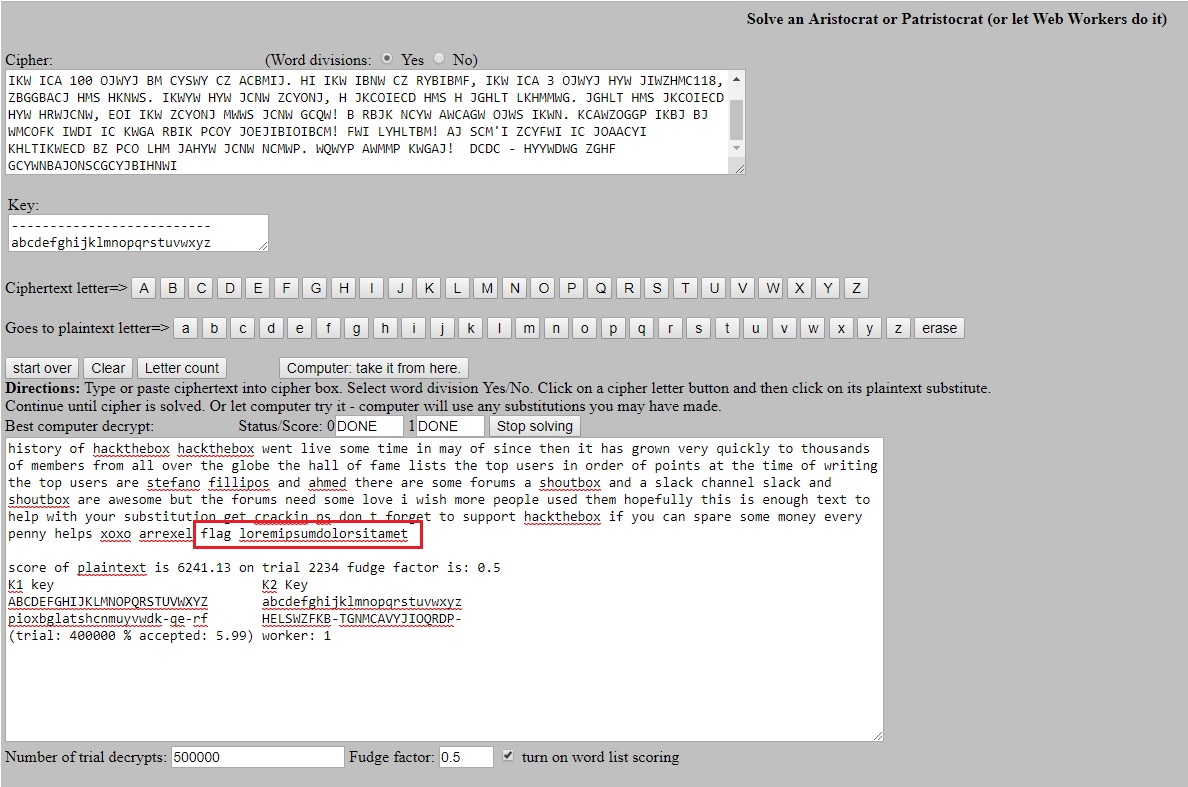 Solve an Aristocrat or Patristocrat (or let Web Workers do it)
Cipher: (Word divisions: Yes No)
IKW ICA 100 OJWYJ BM CYSWY CZ ACBMIJ. HI IKW IBNW CZ RYBIBMF, IKW ICA 3 OJWYJ HYW JIWZHMC118,
ZBGGBACJ HMS HKNWS. IKWYW HYW JCNW ZCYONJ, H JKCOIECD HMS H JGHLT LKHMMWG. JGHLT HMS JKCOIECD
HYW HRWJCNW, EOI IKW ZCYONJ MWWS JCNW GCQW! B RBJK NCYW AWCAGW OJWS IKWN. KCAWZOGGP IKBJ BJ
WMCOFK IWDI IC KWGA RBIK PCOY JOEJIBIOIBCM! FWI LYHLTBM! AJ SCM'I ZCYFWI IC JOAACYI
KHLTIKWECD BZ PCO LHM JAHYW JCNW NCMWP. WQWYP AWMMP KWGAJ! DCDC - HYYWDWG ZGHF
GCYWNBAJONSCGCYJBIHNWI
Key:
--------------------------
abcdefghijklmnopqrstuvwxyz
Ciphertext letter=> A B C D E F G H I J K L M N O P Q R S T U V W X Y Z
Goes to plaintext letter=> a b c d e f g h i j k l m n o p q r s t u v w x y z erase
start over Clear Letter count Computer: take it from here.
Directions: Type or paste ciphertext into cipher box. Select word division Yes/No. Click on a cipher letter button and then click on its plaintext substitute.
Continue until cipher is solved. Or let computer try it - computer will use any substitutions you may have made.
Best computer decrypt: Status/Score: 0 DONE 1 DONE Stop solving
history of hackthebox hackthebox went live some time in may of since then it has grown very quickly to thousands
of members from all over the globe the hall of fame lists the top users in order of points at the time of writing
the top users are stefano fillipos and ahmed there are some forums a shoutbox and a slack channel slack and
shoutbox are awesome but the forums need some love i wish more people used them hopefully this is enough text to
help with your substitution get crackin ps don t forget to support hackthebox if you can spare some money every
penny helps xoxo arrexel flag loremipsumdolorsitamet
score of plaintext is 6241.13 on trial 2234 fudge factor is: 0.5
K1 key K2 Key
ABCDEFGHIJKLMNOPQRSTUVWXYZ abcdefghijklmnopqrstuvwxyz
pioxbglatshcnmuyvwdk-qe-rf HELSWZFKB-TGNMCAVYJIOQRDP-
(trial: 400000 % accepted: 5.99) worker: 1
Number of trial decrypts: 500000 Fudge factor: 0.5 turn on word list scoring